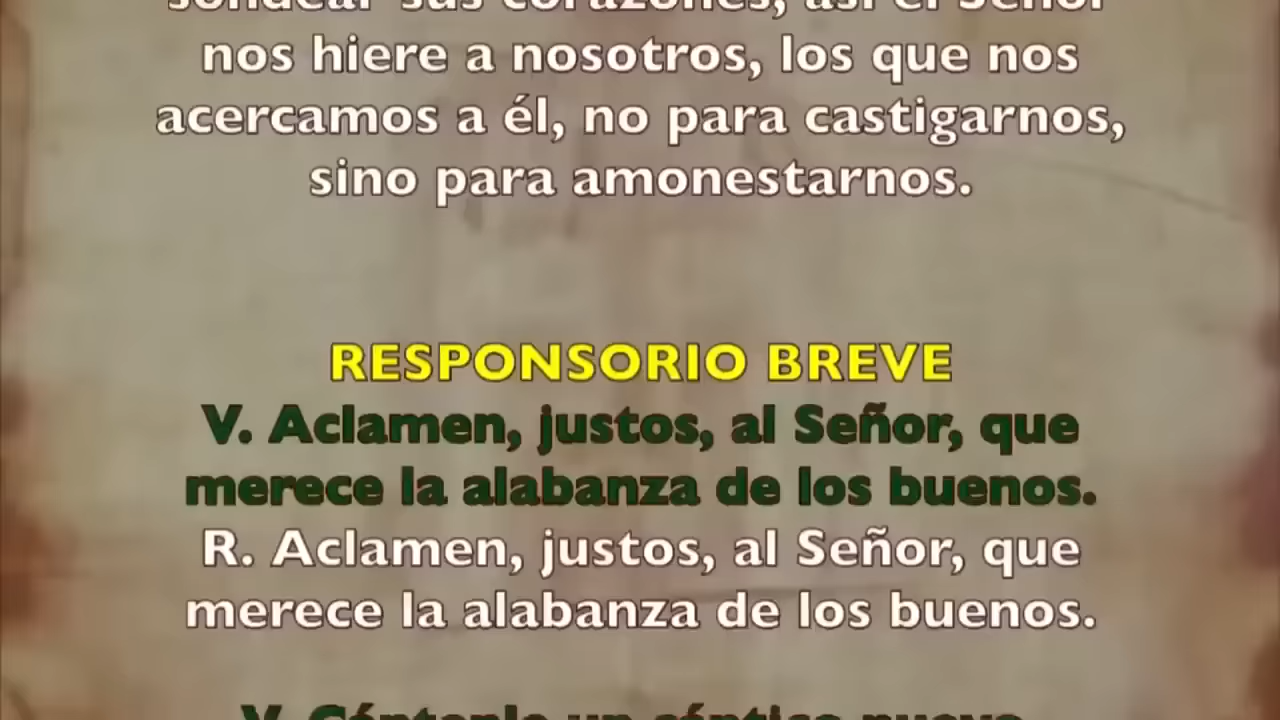 sondear sus corazones, así el Señor
nos hiere a nosotros, los que nos
acercamos a él, no para castigarnos,
sino para amonestarnos.
RESPONSORIO BREVE
V. Aclamen, justos, al Señor, que
merece la alabanza de los buenos.
R. Aclamen, justos, al Señor, que
merece la alabanza de los buenos.
V. Cántenle un cántico nuevo